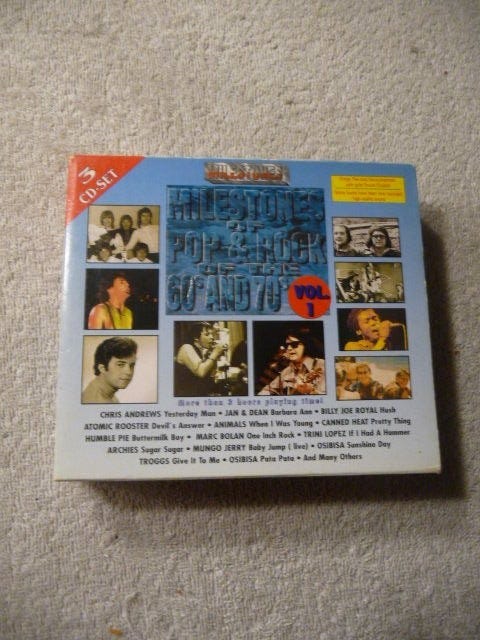 3
CD-SET
MILESTONES
MILESTONES
OF
POP & ROCK
OF THE
60' AND 70'
VOL.
1
More than 3 hours playing time!
CHRIS ANDREWS Yesterday Man • JAN & DEAN Barbara Ann • BILLY JOE ROYAL Hush
ATOMIC ROOSTER Devil's Answer • ANIMALS When I Was Young • CANNED HEAT Pretty Thing
HUMBLE PIE Buttermilk Boy • MARC BOLAN One Inch Rock • TRINI LOPEZ If I Had A Hammer
ARCHIES Sugar Sugar • MUNGO JERRY Baby Jump ( live) • OSIBISA Sunshine Day
TROGGS Give It To Me • OSIBISA Pata Pata • And Many Others